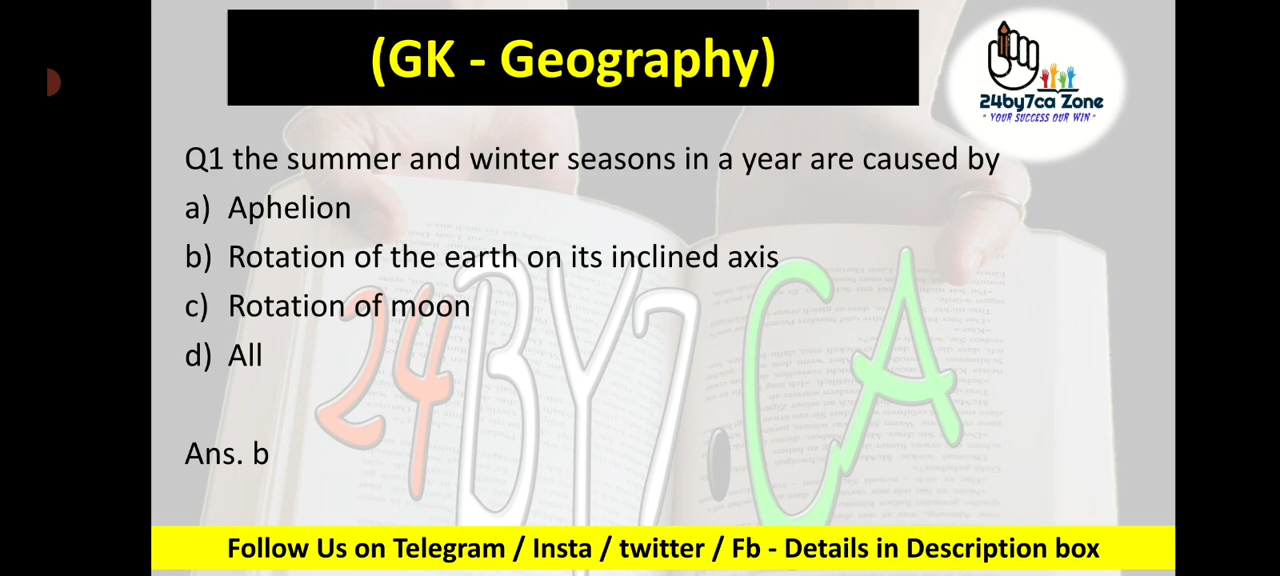 (GK - Geography)
24by7ca Zone
" YOUR SUCCESS OUR WIN "
Q1 the summer and winter seasons in a year are caused by
a) Aphelion
b) Rotation of the earth on its inclined axis
c) Rotation of moon
d) All
24BY7.CA
Ans. b
Follow Us on Telegram / Insta / twitter / Fb - Details in Description box